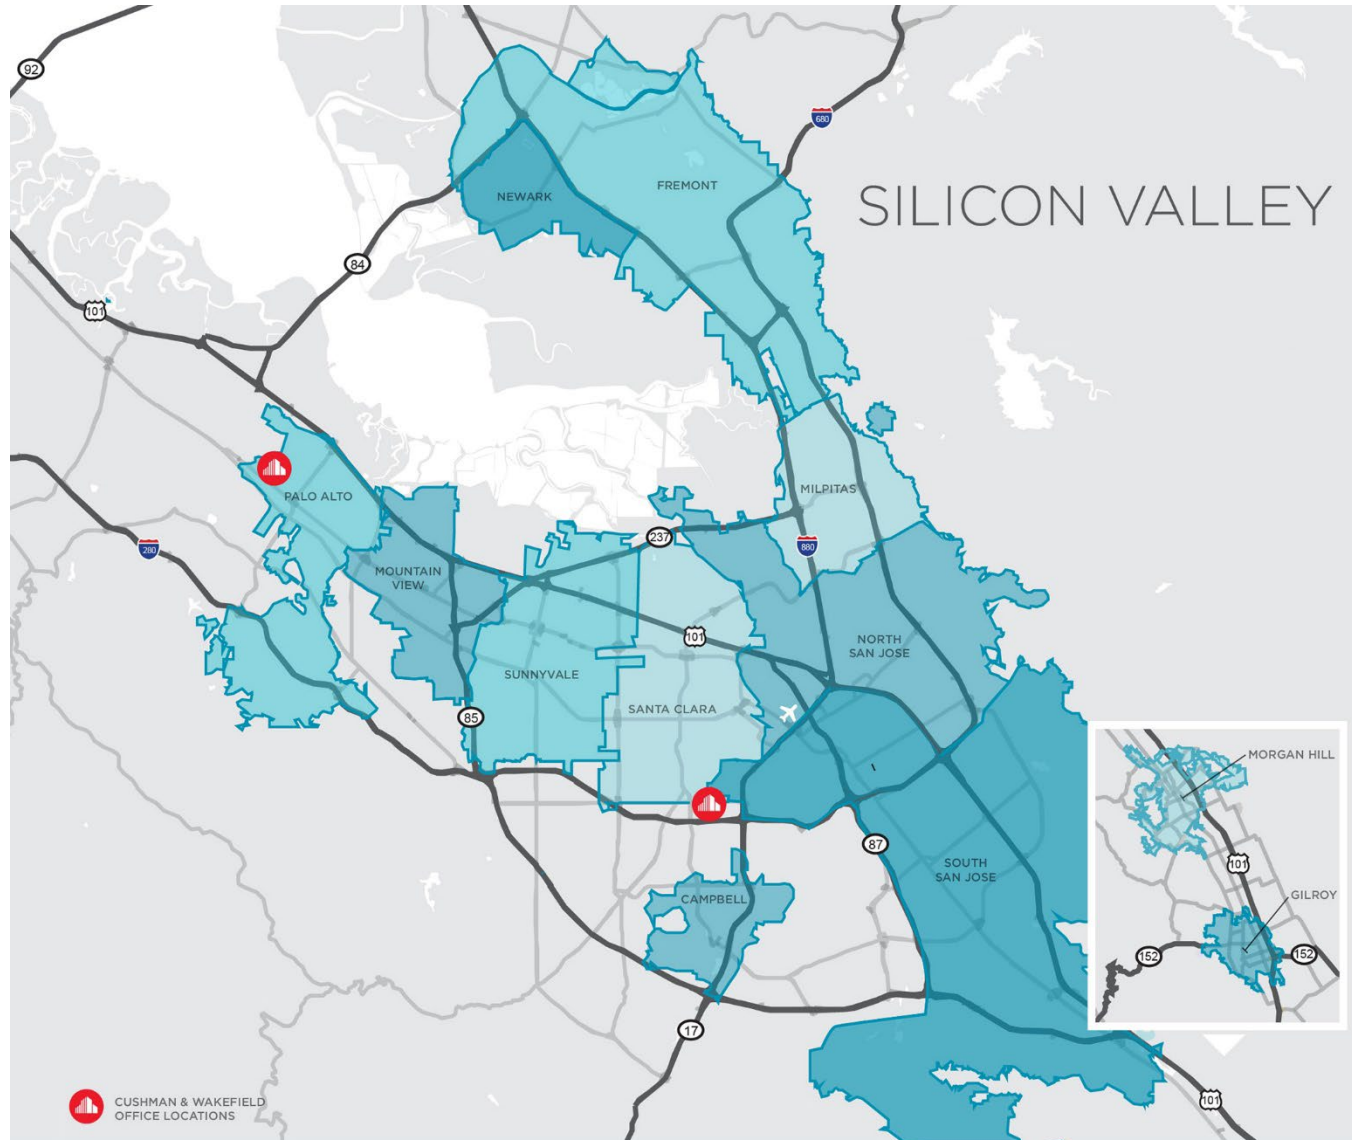 92
680
SILICON VALLEY
FREMONT
NEWARK
84
101
MILPITAS
PALO ALTO
237
280
880
MOUNTAIN
VIEW
101
NORTH
SAN JOSE
SUNNYVALE
SANTA CLARA
85
MORGAN HILL
87
101
SOUTH
SAN JOSE
GILROY
CAMPBELL
152
152
17
CUSHMAN & WAKEFIELD
OFFICE LOCATIONS
101